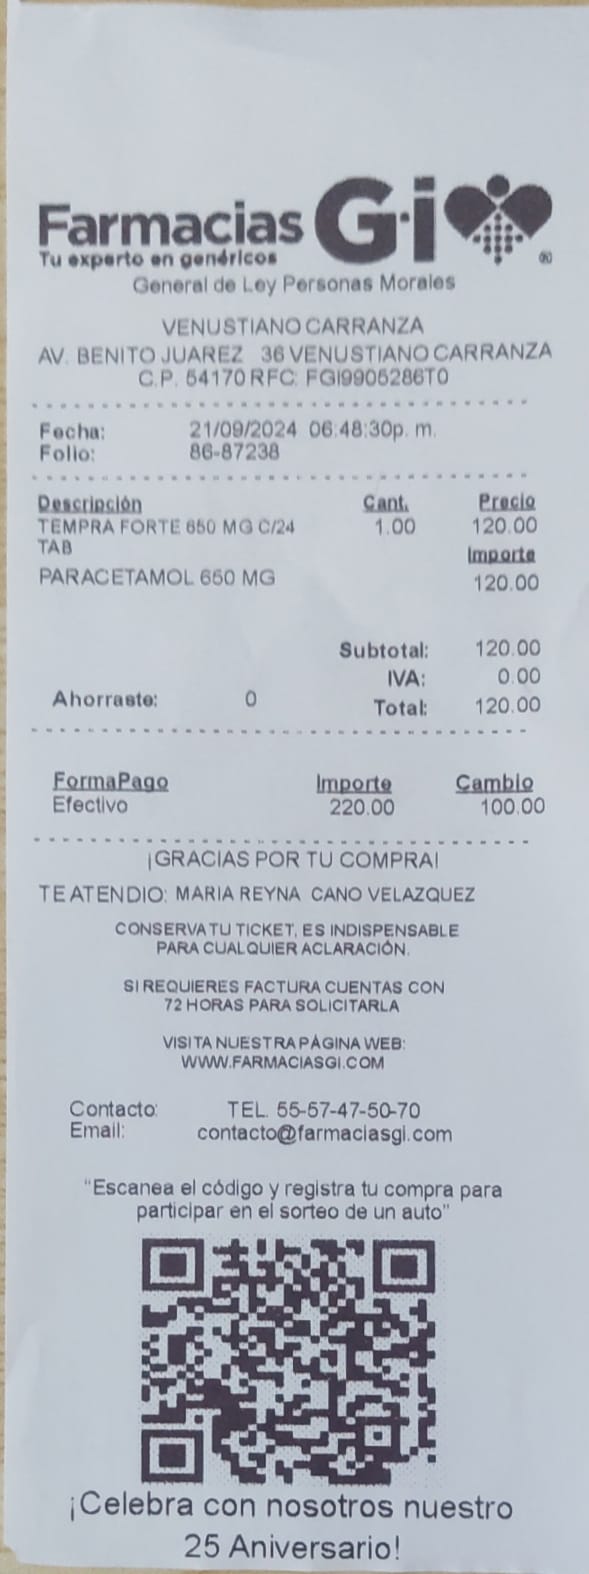 Farmacias G·i ®
Tu experto en genéricos
General de Ley Personas Morales
VENUSTIANO CARRANZA
AV. BENITO JUAREZ 36 VENUSTIANO CARRANZA
C.P. 54170 RFC: FGI9905286T0
Fecha: 21/09/2024 06:48:30p. m.
Folio: 86-87238
Descripción Cant. Precio
TEMPRA FORTE 650 MG C/24 1.00 120.00
TAB Importe
PARACETAMOL 650 MG 120.00
Subtotal: 120.00
IVA: 0.00
Ahorraste: 0 Total: 120.00
FormaPago Importe Cambio
Efectivo 220.00 100.00
¡GRACIAS POR TU COMPRA!
TE ATENDIO: MARIA REYNA CANO VELAZQUEZ
CONSERVA TU TICKET, ES INDISPENSABLE
PARA CUALQUIER ACLARACIÓN.
SI REQUIERES FACTURA CUENTAS CON
72 HORAS PARA SOLICITARLA
VISITA NUESTRA PÁGINA WEB:
WWW.FARMACIASGI.COM
Contacto: TEL. 55-57-47-50-70
Email: contacto@farmaciasgi.com
"Escanea el código y registra tu compra para
participar en el sorteo de un auto"
¡Celebra con nosotros nuestro
25 Aniversario!